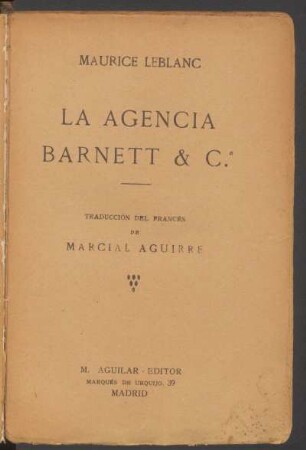 MAURICE LEBLANC
LA AGENCIA
BARNETT & C.ª
TRADUCCIÓN DEL FRANCÉS
DE
MARCIAL AGUIRRE
M. AGUILAR - EDITOR
MARQUÉS DE URQUIJO, 39
MADRID